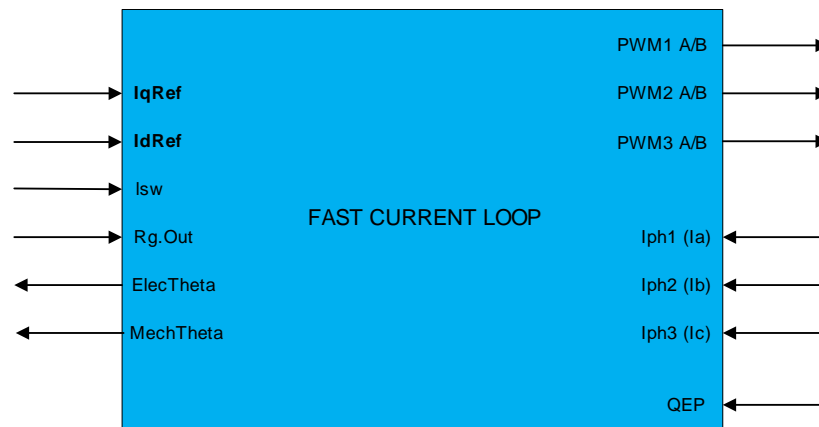 PWM1 A/B
IqRef
PWM2 A/B
IdRef
PWM3 A/B
Isw
FAST CURRENT LOOP
Rg.Out
Iph1 (Ia)
ElecTheta
Iph2 (Ib)
MechTheta
Iph3 (Ic)
QEP